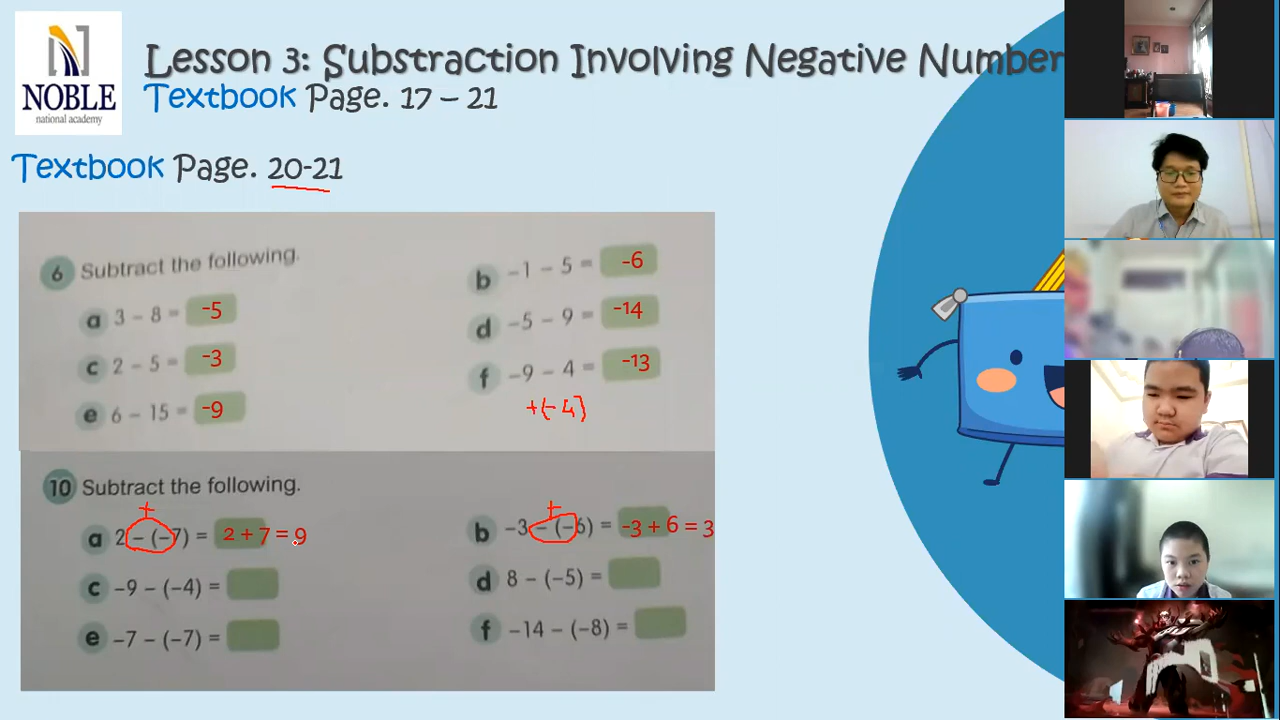 NOBLE
national academy
Lesson 3: Substraction Involving Negative Number
Textbook Page. 17 – 21
Textbook Page. 20-21
6 Subtract the following.
a 3 – 8 = -5
b –1 – 5 = -6
c 2 – 5 = -3
d –5 – 9 = -14
e 6 – 15 = -9
f –9 – 4 = -13
+(-4)
10 Subtract the following.
+
a 2 – (–7) = 2 + 7 = 9
+
b –3 – (–6) = -3 + 6 = 3
c –9 – (–4) =
d 8 – (–5) =
e –7 – (–7) =
f –14 – (–8) =